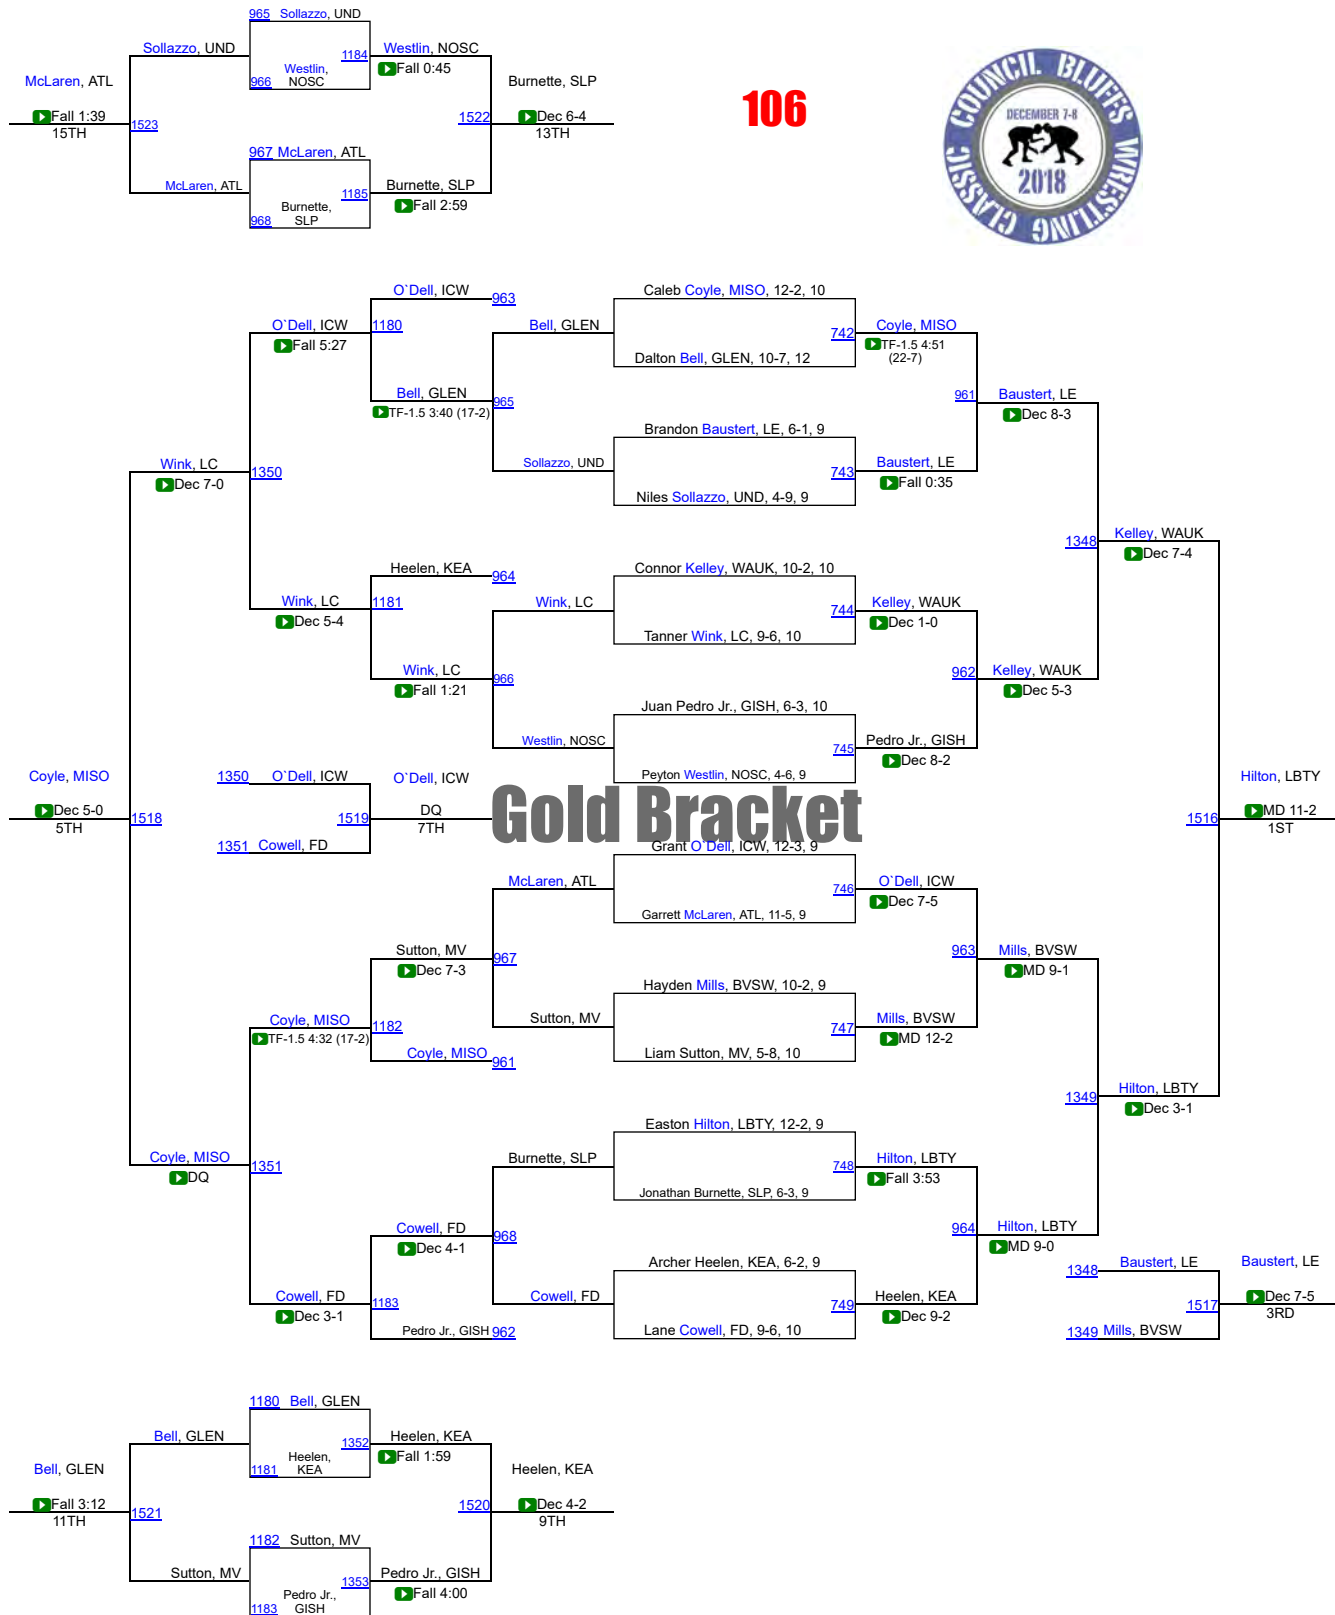 965 Sollazzo, UND
Sollazzo, UND
1184
Westlin, NOSC
Fall 0:45
Westlin,
NOSC
966
McLaren, ATL
Burnette, SLP
Fall 1:39
15TH
1523
1522
Dec 6-4
13TH
967 McLaren, ATL
McLaren, ATL
1185
Burnette, SLP
Fall 2:59
Burnette,
SLP
968
106
COUNCIL BLUFFS WRESTLING CLASSIC
DECEMBER 7-8
2018
O`Dell, ICW
963
Caleb Coyle, MISO, 12-2, 10
O`Dell, ICW
Fall 5:27
1180
Bell, GLEN
742
Coyle, MISO
TF-1.5 4:51
(22-7)
Dalton Bell, GLEN, 10-7, 12
Bell, GLEN
TF-1.5 3:40 (17-2)
965
961
Baustert, LE
Dec 8-3
Brandon Baustert, LE, 6-1, 9
Wink, LC
Dec 7-0
1350
Sollazzo, UND
743
Baustert, LE
Fall 0:35
Niles Sollazzo, UND, 4-9, 9
1348
Kelley, WAUK
Dec 7-4
Heelen, KEA
964
Connor Kelley, WAUK, 10-2, 10
Wink, LC
Dec 5-4
1181
Wink, LC
744
Kelley, WAUK
Dec 1-0
Tanner Wink, LC, 9-6, 10
Wink, LC
Fall 1:21
966
962
Kelley, WAUK
Dec 5-3
Juan Pedro Jr., GISH, 6-3, 10
Westlin, NOSC
745
Pedro Jr., GISH
Dec 8-2
Peyton Westlin, NOSC, 4-6, 9
Coyle, MISO
Dec 5-0
5TH
1518
1350 O`Dell, ICW
O`Dell, ICW
1519
DQ
7TH
1351 Cowell, FD
Gold Bracket
Hilton, LBTY
1516
MD 11-2
1ST
Grant O`Dell, ICW, 12-3, 9
McLaren, ATL
746
O`Dell, ICW
Dec 7-5
Garrett McLaren, ATL, 11-5, 9
Sutton, MV
Dec 7-3
967
963
Mills, BVSW
MD 9-1
Hayden Mills, BVSW, 10-2, 9
Coyle, MISO
TF-1.5 4:32 (17-2)
1182
Sutton, MV
747
Mills, BVSW
MD 12-2
Liam Sutton, MV, 5-8, 10
Coyle, MISO
961
1349
Hilton, LBTY
Dec 3-1
Easton Hilton, LBTY, 12-2, 9
Coyle, MISO
DQ
1351
Burnette, SLP
748
Hilton, LBTY
Fall 3:53
Jonathan Burnette, SLP, 6-3, 9
Cowell, FD
Dec 4-1
968
964
Hilton, LBTY
MD 9-0
Archer Heelen, KEA, 6-2, 9
Cowell, FD
Dec 3-1
1183
Cowell, FD
749
Heelen, KEA
Dec 9-2
Lane Cowell, FD, 9-6, 10
Pedro Jr., GISH 962
1348
Baustert, LE
Baustert, LE
1517
Dec 7-5
3RD
1349 Mills, BVSW
1180 Bell, GLEN
Bell, GLEN
1352
Heelen, KEA
Fall 1:59
Heelen,
KEA
1181
Bell, GLEN
Heelen, KEA
Fall 3:12
11TH
1521
1520
Dec 4-2
9TH
1182 Sutton, MV
Sutton, MV
1353
Pedro Jr., GISH
Fall 4:00
Pedro Jr.,
GISH
1183